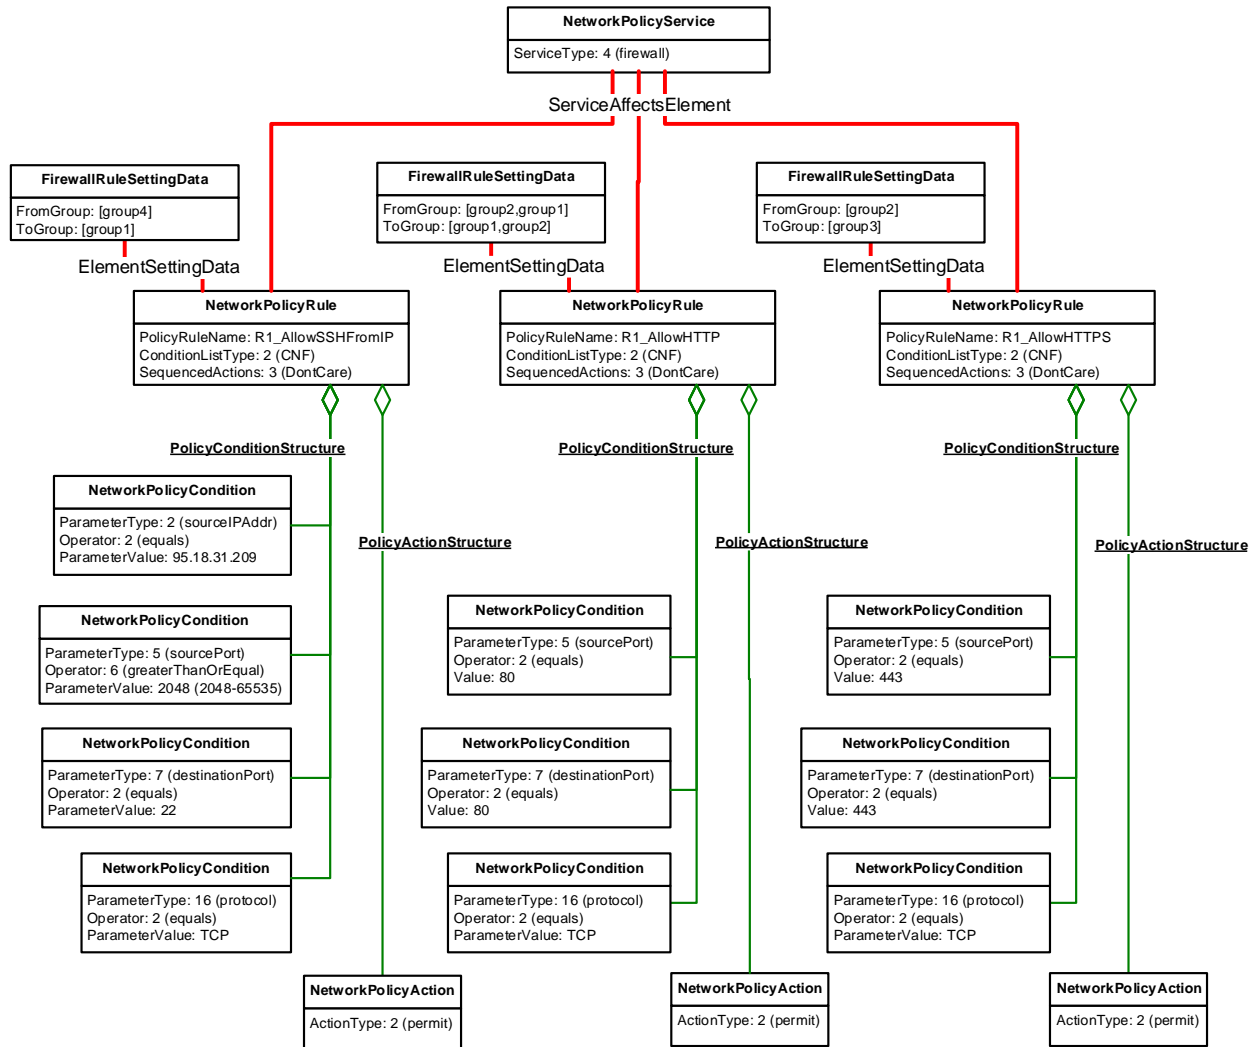 NetworkPolicyService
ServiceType: 4 (firewall)
ServiceAffectsElement
FirewallRuleSettingData
FromGroup: [group4]
ToGroup: [group1]
FirewallRuleSettingData
FromGroup: [group2,group1]
ToGroup: [group1,group2]
FirewallRuleSettingData
FromGroup: [group2]
ToGroup: [group3]
ElementSettingData
ElementSettingData
ElementSettingData
NetworkPolicyRule
PolicyRuleName: R1_AllowSSHFromIP
ConditionListType: 2 (CNF)
SequencedActions: 3 (DontCare)
NetworkPolicyRule
PolicyRuleName: R1_AllowHTTP
ConditionListType: 2 (CNF)
SequencedActions: 3 (DontCare)
NetworkPolicyRule
PolicyRuleName: R1_AllowHTTPS
ConditionListType: 2 (CNF)
SequencedActions: 3 (DontCare)
PolicyConditionStructure
PolicyConditionStructure
PolicyConditionStructure
NetworkPolicyCondition
ParameterType: 2 (sourceIPAddr)
Operator: 2 (equals)
ParameterValue: 95.18.31.209
PolicyActionStructure
PolicyActionStructure
PolicyActionStructure
NetworkPolicyCondition
ParameterType: 5 (sourcePort)
Operator: 6 (greaterThanOrEqual)
ParameterValue: 2048 (2048-65535)
NetworkPolicyCondition
ParameterType: 5 (sourcePort)
Operator: 2 (equals)
Value: 80
NetworkPolicyCondition
ParameterType: 5 (sourcePort)
Operator: 2 (equals)
Value: 443
NetworkPolicyCondition
ParameterType: 7 (destinationPort)
Operator: 2 (equals)
ParameterValue: 22
NetworkPolicyCondition
ParameterType: 7 (destinationPort)
Operator: 2 (equals)
Value: 80
NetworkPolicyCondition
ParameterType: 7 (destinationPort)
Operator: 2 (equals)
Value: 443
NetworkPolicyCondition
ParameterType: 16 (protocol)
Operator: 2 (equals)
ParameterValue: TCP
NetworkPolicyCondition
ParameterType: 16 (protocol)
Operator: 2 (equals)
ParameterValue: TCP
NetworkPolicyCondition
ParameterType: 16 (protocol)
Operator: 2 (equals)
ParameterValue: TCP
NetworkPolicyAction
ActionType: 2 (permit)
NetworkPolicyAction
ActionType: 2 (permit)
NetworkPolicyAction
ActionType: 2 (permit)